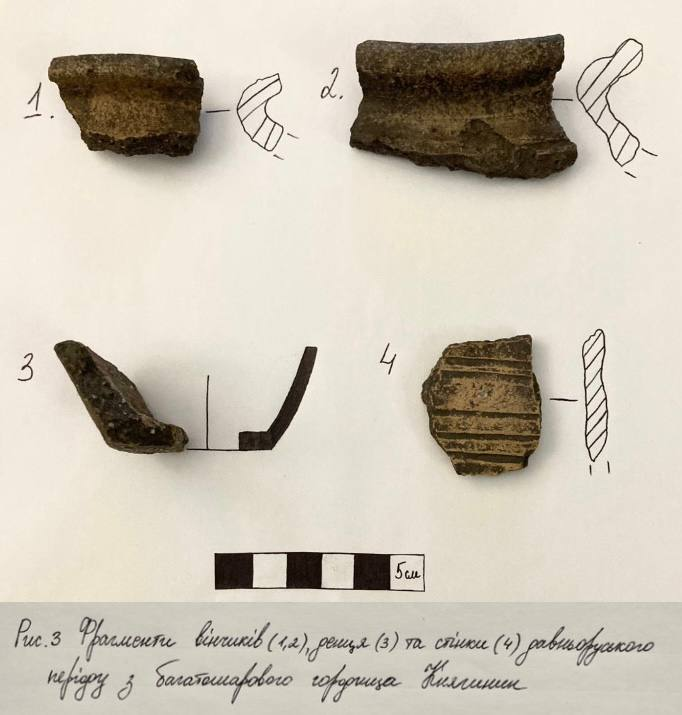 1.
2.
3
4
5см
Рис.3 Фрагменти вінчиків (1,2), денця (3) та стінки (4) давньоруського
періоду з багатошарового городища Княгинин